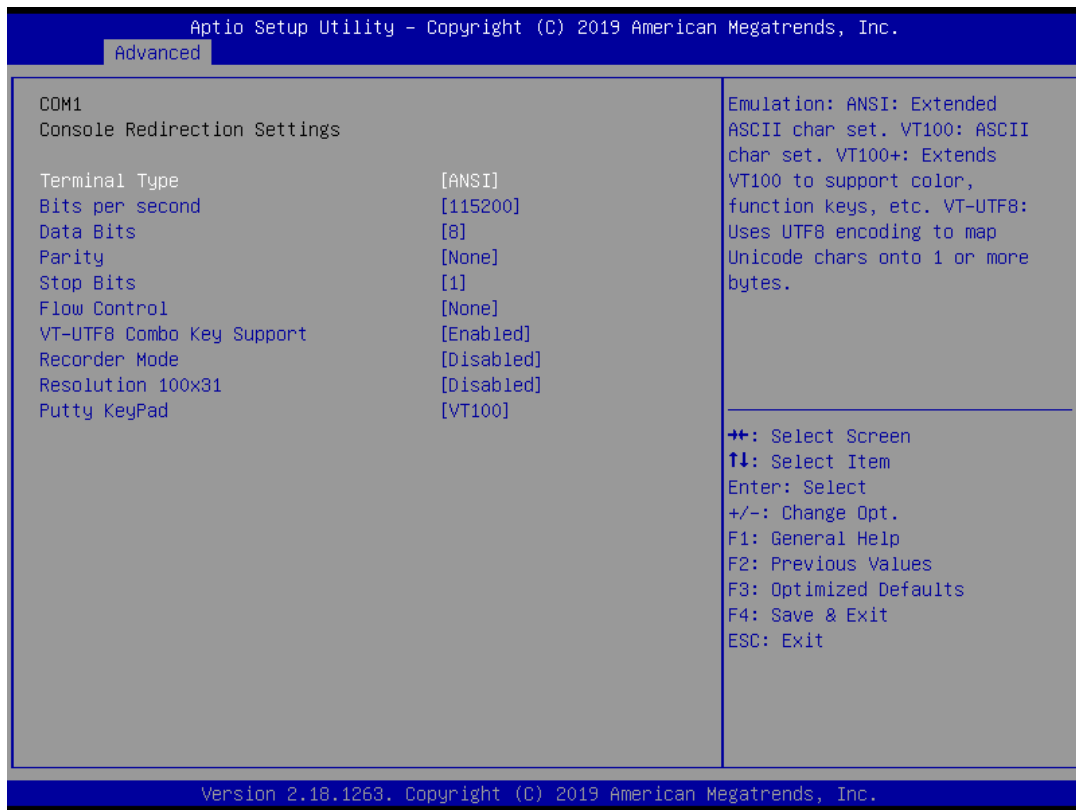 Aptio Setup Utility – Copyright (C) 2019 American Megatrends, Inc.
Advanced
COM1
Console Redirection Settings
Terminal Type [ANSI]
Bits per second [115200]
Data Bits [8]
Parity [None]
Stop Bits [1]
Flow Control [None]
VT-UTF8 Combo Key Support [Enabled]
Recorder Mode [Disabled]
Resolution 100x31 [Disabled]
Putty KeyPad [VT100]
Emulation: ANSI: Extended
ASCII char set. VT100: ASCII
char set. VT100+: Extends
VT100 to support color,
function keys, etc. VT-UTF8:
Uses UTF8 encoding to map
Unicode chars onto 1 or more
bytes.
→←: Select Screen
↑↓: Select Item
Enter: Select
+/-: Change Opt.
F1: General Help
F2: Previous Values
F3: Optimized Defaults
F4: Save & Exit
ESC: Exit
Version 2.18.1263. Copyright (C) 2019 American Megatrends, Inc.